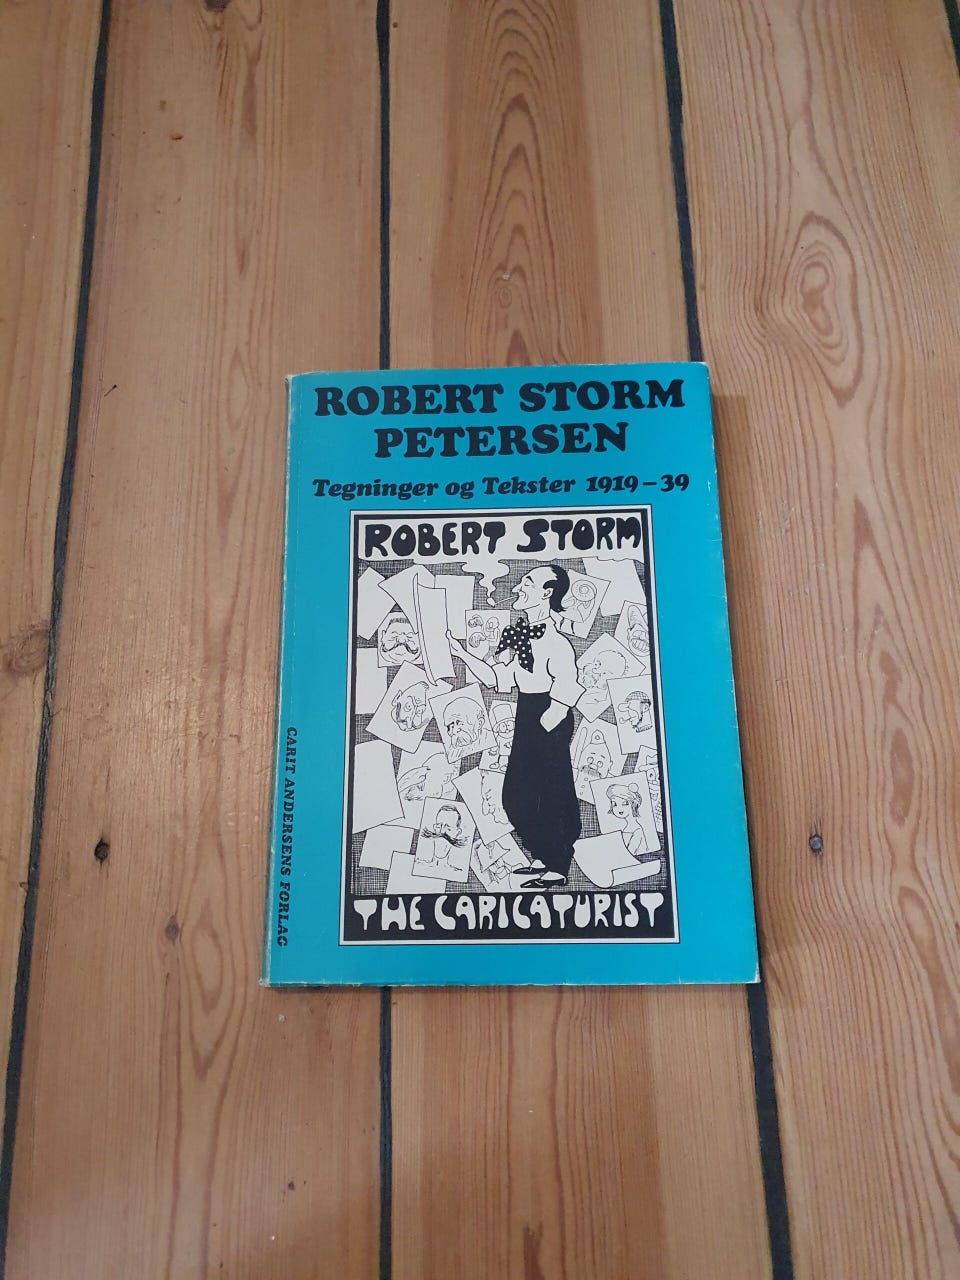 ROBERT STORM
PETERSEN
Tegninger og Tekster 1919–39
ROBERT STORM
THE CARICATURIST
CARIT ANDERSENS FORLAG